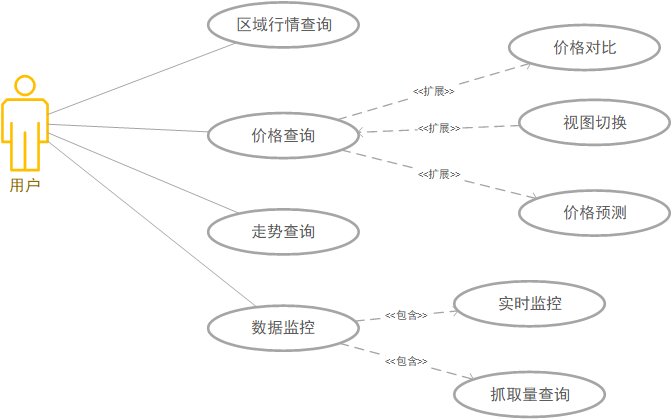 区域行情查询
价格对比
<<扩展>>
视图切换
价格查询
<<扩展>>
用户
<<扩展>>
价格预测
走势查询
实时监控
<<包含>>
数据监控
<<包含>>
抓取量查询